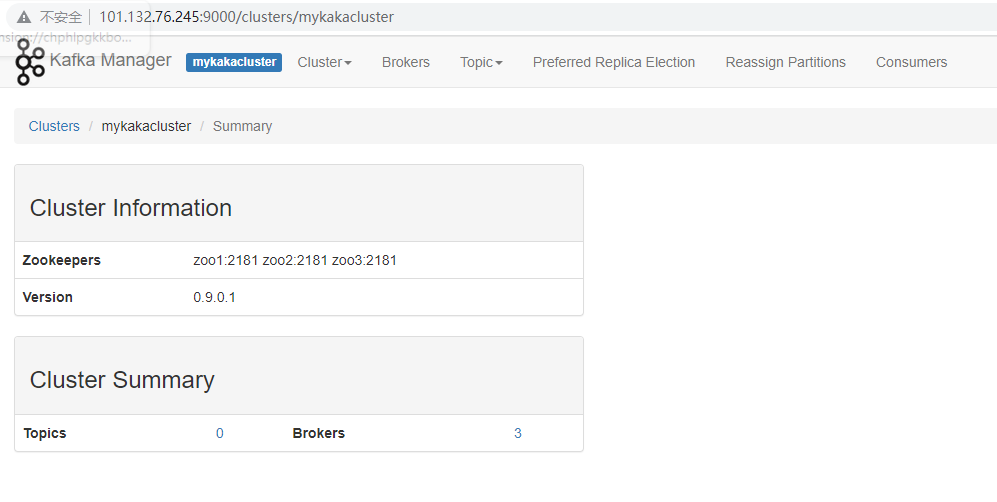 不安全 101.132.76.245:9000/clusters/mykakacluster
nsion://chphlpgkkbo...
Kafka Manager mykakacluster Cluster Brokers Topic Preferred Replica Election Reassign Partitions Consumers
Clusters / mykakacluster / Summary
Cluster Information
Zookeepers zoo1:2181 zoo2:2181 zoo3:2181
Version 0.9.0.1
Cluster Summary
Topics 0 Brokers 3